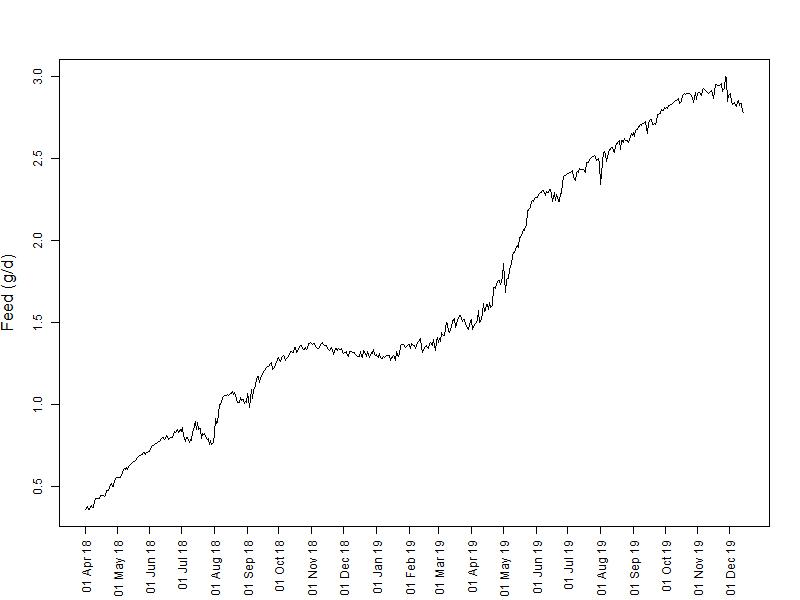 Feed (g/d)
3.0
2.5
2.0
1.5
1.0
0.5
01 Apr 18
01 May 18
01 Jun 18
01 Jul 18
01 Aug 18
01 Sep 18
01 Oct 18
01 Nov 18
01 Dec 18
01 Jan 19
01 Feb 19
01 Mar 19
01 Apr 19
01 May 19
01 Jun 19
01 Jul 19
01 Aug 19
01 Sep 19
01 Oct 19
01 Nov 19
01 Dec 19